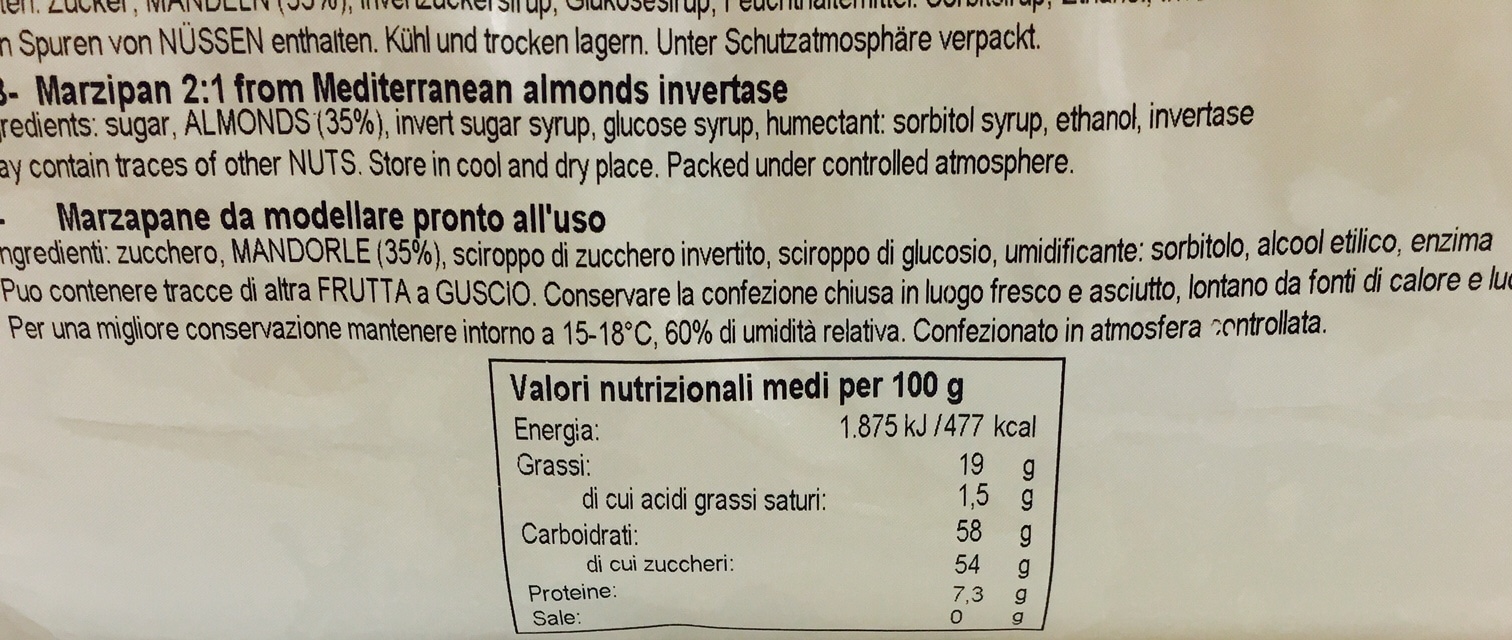 Zucker, MANDELN (35%), Invertzuckersirup, Glukosesirup,
n Spuren von NÜSSEN enthalten. Kühl und trocken lagern. Unter Schutzatmosphäre verpackt.
- Marzipan 2:1 from Mediterranean almonds invertase
redients: sugar, ALMONDS (35%), invert sugar syrup, glucose syrup, humectant: sorbitol syrup, ethanol, invertase
ay contain traces of other NUTS. Store in cool and dry place. Packed under controlled atmosphere.
- Marzapane da modellare pronto all'uso
ngredienti: zucchero, MANDORLE (35%), sciroppo di zucchero invertito, sciroppo di glucosio, umidificante: sorbitolo, alcool etilico, enzima
Puo contenere tracce di altra FRUTTA a GUSCIO. Conservare la confezione chiusa in luogo fresco e asciutto, lontano da fonti di calore e luc
Per una migliore conservazione mantenere intorno a 15-18°C, 60% di umidità relativa. Confezionato in atmosfera controllata.
Valori nutrizionali medi per 100 g
Energia: 1.875 kJ /477 kcal
Grassi: 19 g
di cui acidi grassi saturi: 1,5 g
Carboidrati: 58 g
di cui zuccheri: 54 g
Proteine: 7,3 g
Sale: 0 g